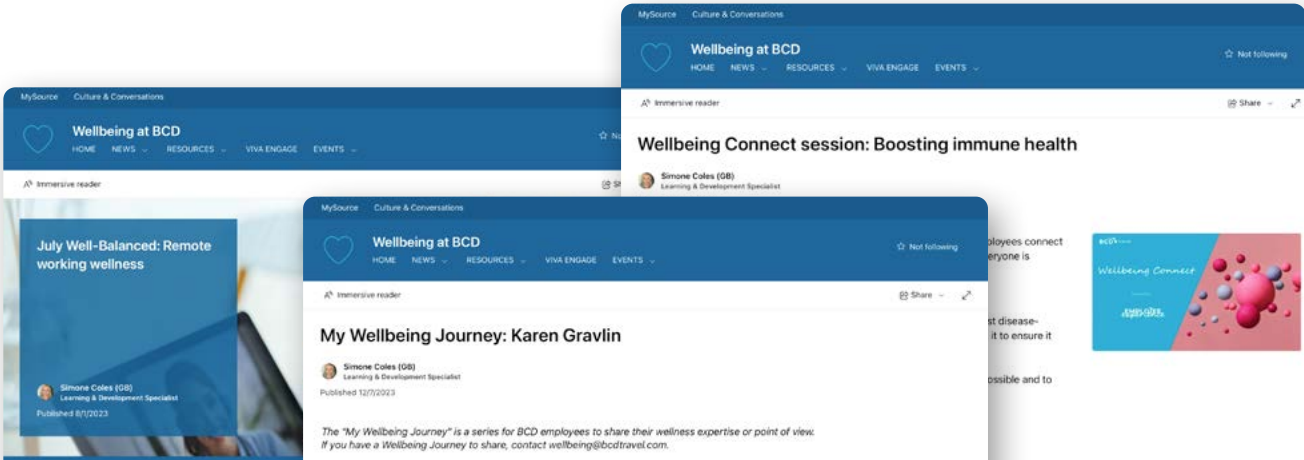 MySource Culture & Conversations
Wellbeing at BCD
HOME NEWS RESOURCES VIVA ENGAGE EVENTS
Not following
Immersive reader
Share
Wellbeing Connect session: Boosting immune health
Simone Coles (GB)
Learning & Development Specialist
ployees connect
eryone is
st disease-
it to ensure it
ossible and to
BCD
Wellbeing Connect
MySource Culture & Conversations
Wellbeing at BCD
HOME NEWS RESOURCES VIVA ENGAGE EVENTS
Immersive reader
July Well-Balanced: Remote
working wellness
Simone Coles (GB)
Learning & Development Specialist
Published 8/1/2023
MySource Culture & Conversations
Wellbeing at BCD
HOME NEWS RESOURCES VIVA ENGAGE EVENTS
Not following
Immersive reader
Share
My Wellbeing Journey: Karen Gravlin
Simone Coles (GB)
Learning & Development Specialist
Published 12/7/2023
The "My Wellbeing Journey" is a series for BCD employees to share their wellness expertise or point of view.
If you have a Wellbeing Journey to share, contact wellbeing@bcdtravel.com.